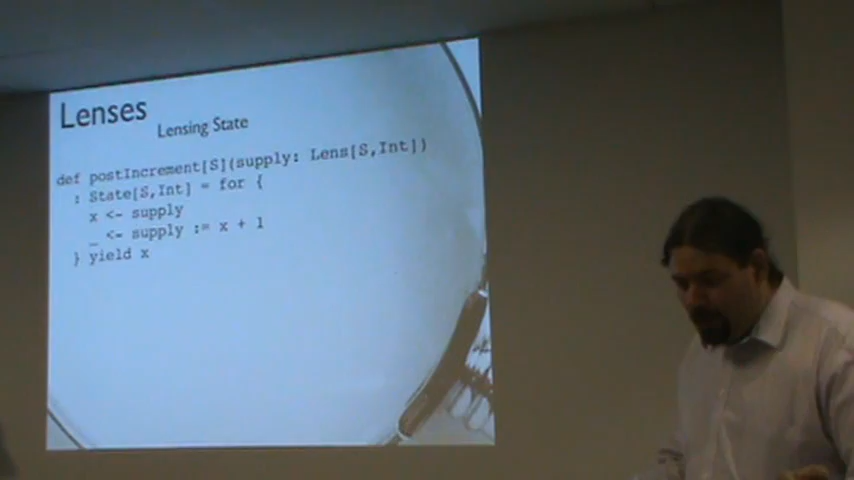 Lenses
Lensing State
def postIncrement[S](supply: Lens[S,Int])
: State[S,Int] = for {
x <- supply
_ <- supply := x + 1
} yield x